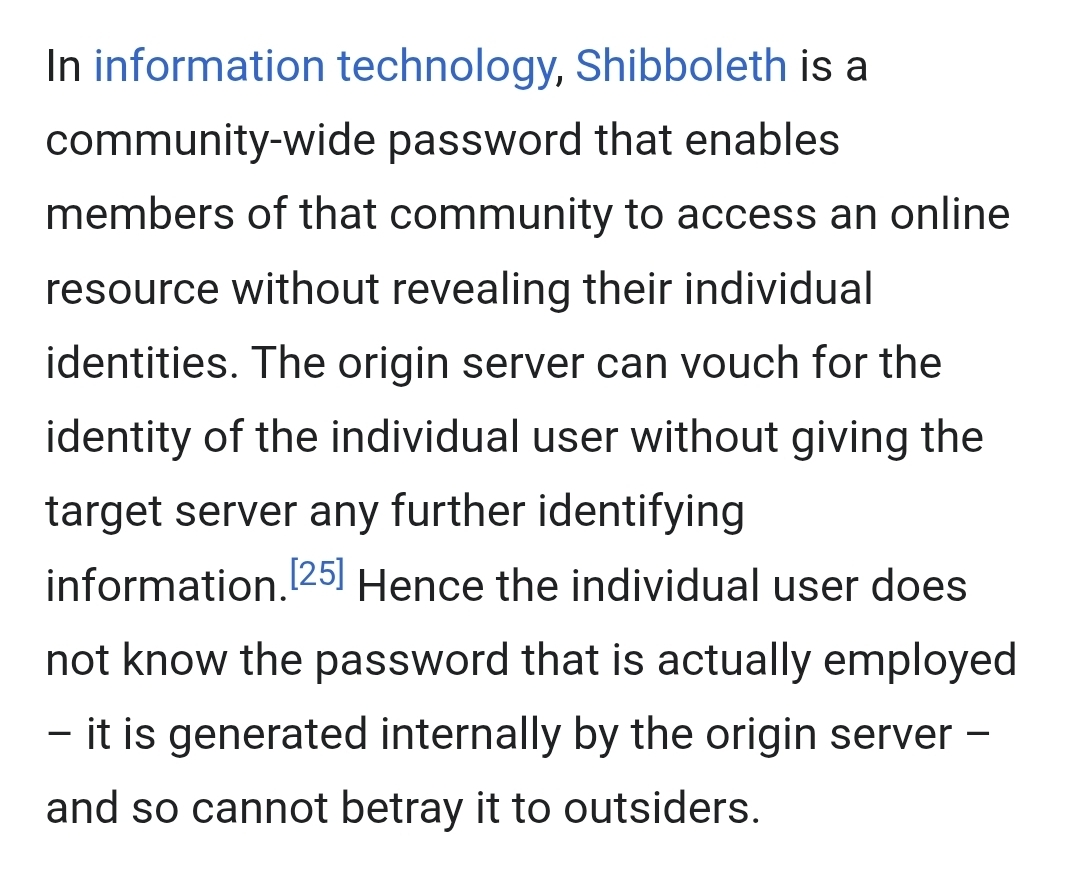 In information technology, Shibboleth is a
community-wide password that enables
members of that community to access an online
resource without revealing their individual
identities. The origin server can vouch for the
identity of the individual user without giving the
target server any further identifying
information.[25] Hence the individual user does
not know the password that is actually employed
– it is generated internally by the origin server –
and so cannot betray it to outsiders.